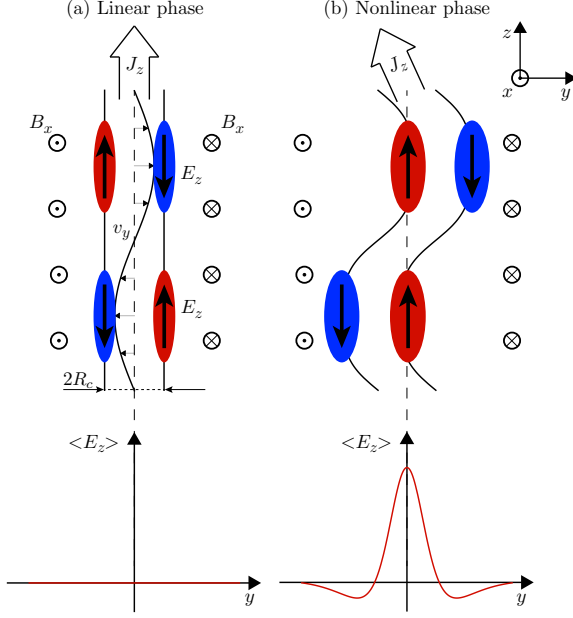 (a) Linear phase
(b) Nonlinear phase
J_z
J_z
z
x
y
B_x
B_x
E_z
v_y
E_z
2R_c
<E_z>
<E_z>
y
y